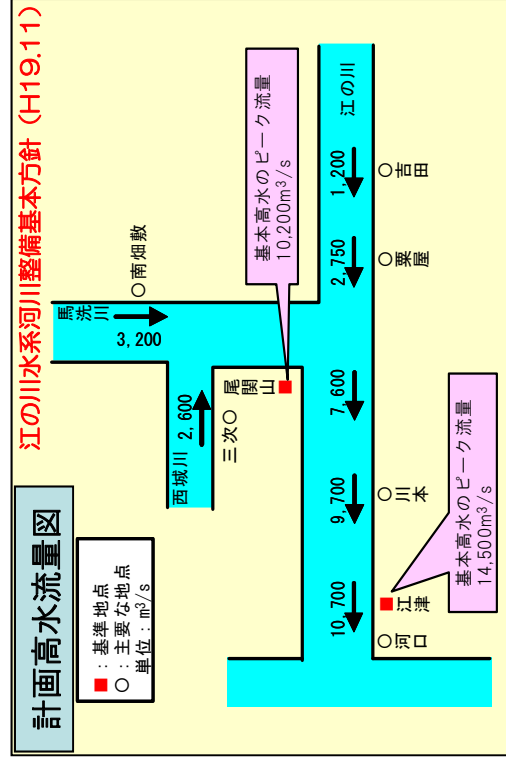 江の川水系河川整備基本方針（H19.11）
計画高水流量図
■：基準地点
○：主要な地点
単位：m³/s
馬洗川
3,200
○南畑敷
西城川
2,600
三次○
尾関山
基本高水のピーク流量
10,200m³/s
江の川
1,200
2,750
7,600
9,700
10,700
○吉田
○粟屋
○川本
江津
○河口
基本高水のピーク流量
14,500m³/s